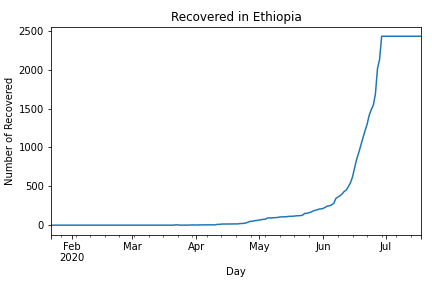 Recovered in Ethiopia
Number of Recovered
2500
2000
1500
1000
500
0
Feb Mar Apr May Jun Jul
2020
Day